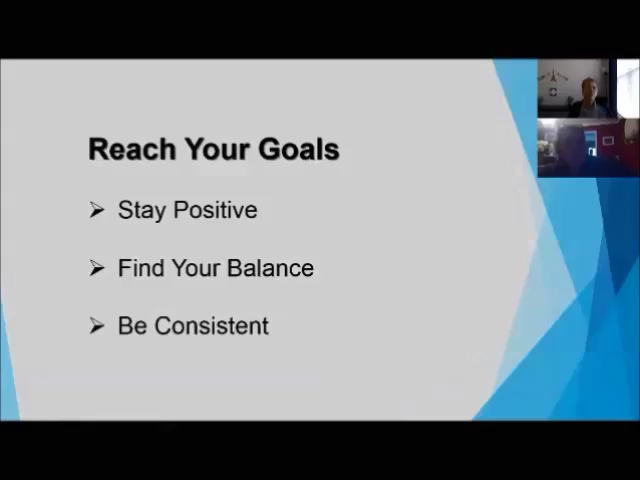 Reach Your Goals
Stay Positive
Find Your Balance
Be Consistent